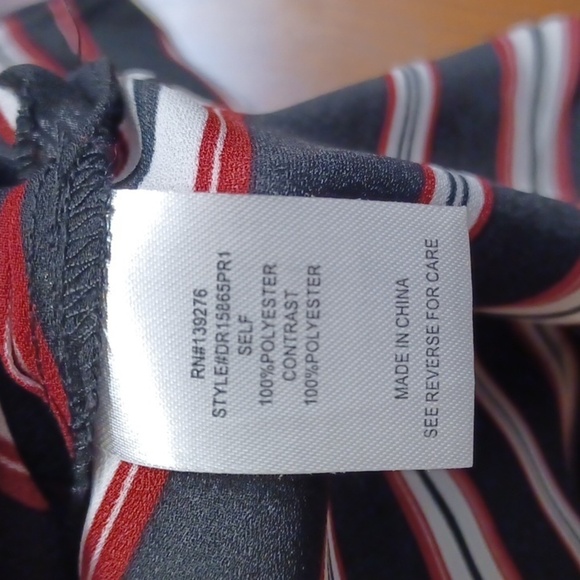 RN#139276
STYLE#DR15865PR1
SELF
100%POLYESTER
CONTRAST
100%POLYESTER
MADE IN CHINA
SEE REVERSE FOR CARE